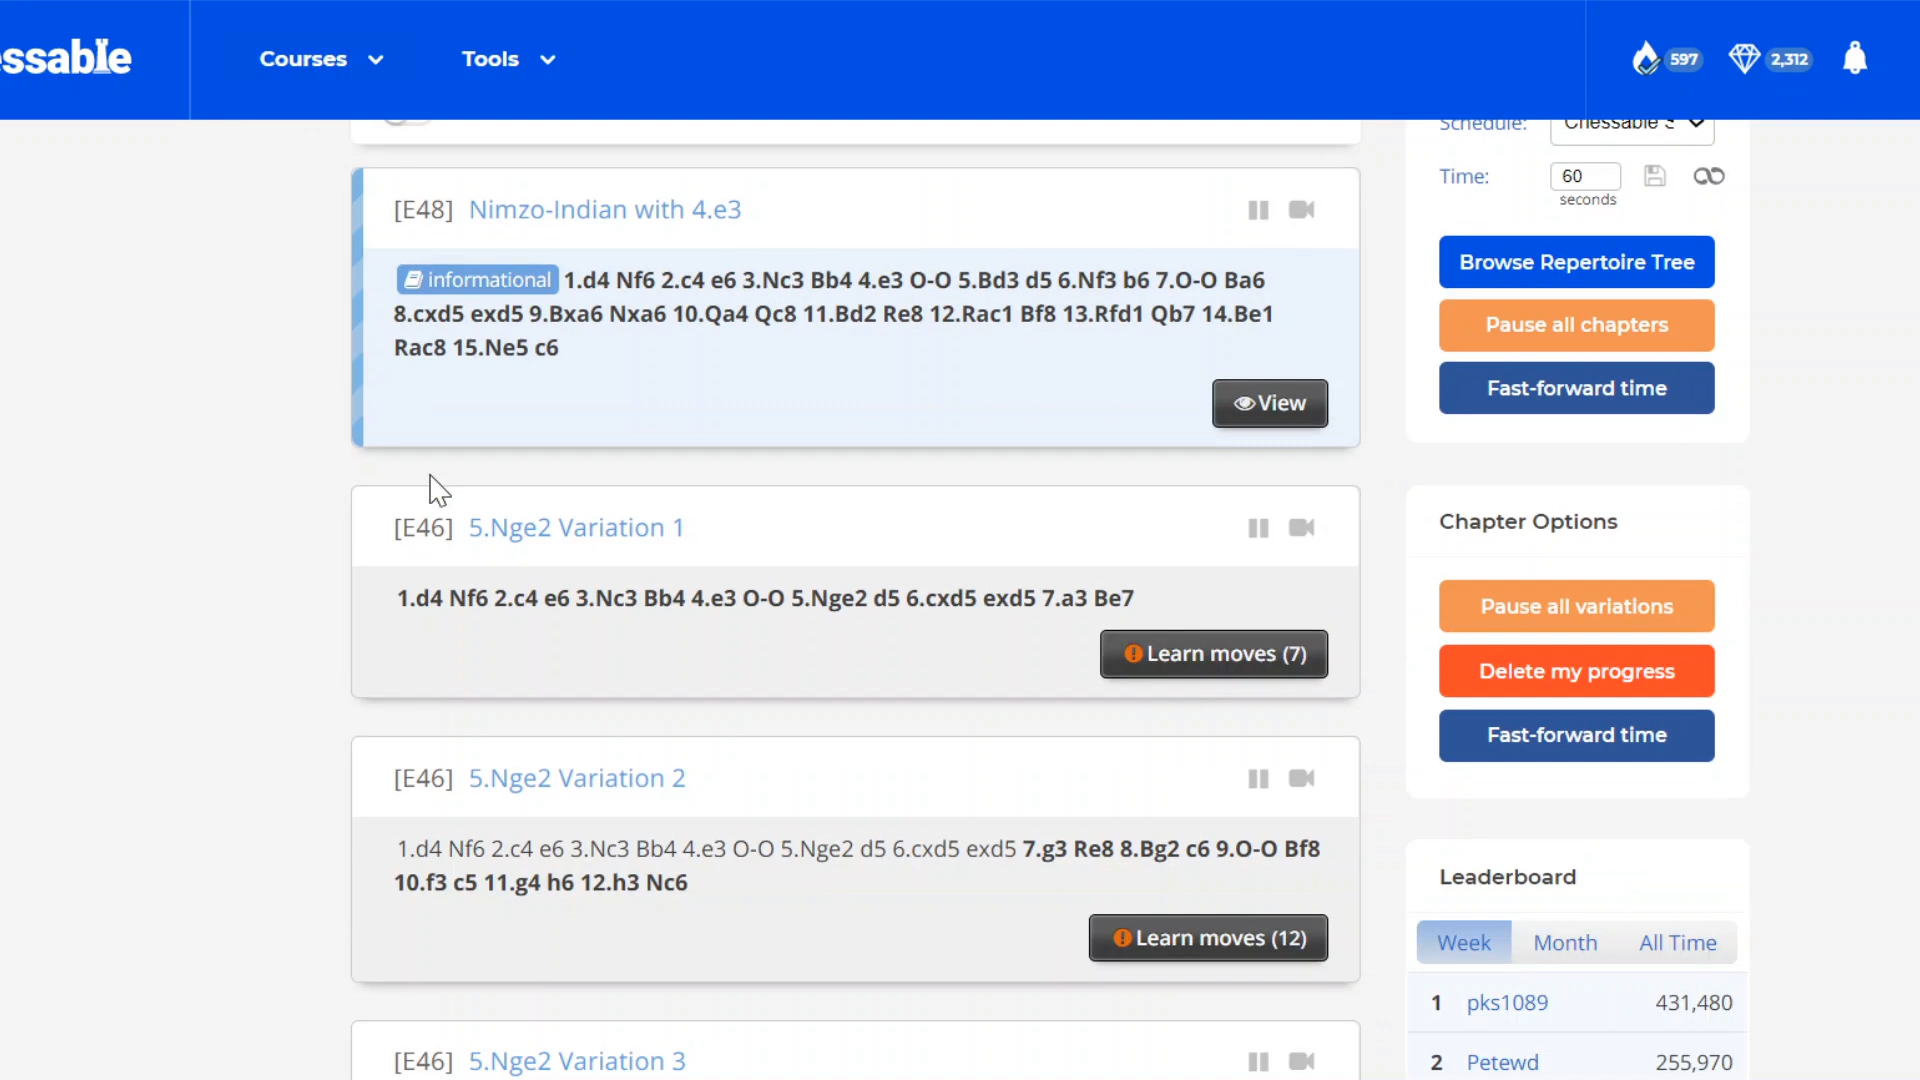 ssable
Courses
Tools
597
2,312
Schedule:
Time:
60
seconds
Browse Repertoire Tree
Pause all chapters
Fast-forward time
[E48] Nimzo-Indian with 4.e3
informational 1.d4 Nf6 2.c4 e6 3.Nc3 Bb4 4.e3 O-O 5.Bd3 d5 6.Nf3 b6 7.O-O Ba6
8.cxd5 exd5 9.Bxa6 Nxa6 10.Qa4 Qc8 11.Bd2 Re8 12.Rac1 Bf8 13.Rfd1 Qb7 14.Be1
Rac8 15.Ne5 c6
View
[E46] 5.Nge2 Variation 1
1.d4 Nf6 2.c4 e6 3.Nc3 Bb4 4.e3 O-O 5.Nge2 d5 6.cxd5 exd5 7.a3 Be7
Learn moves (7)
[E46] 5.Nge2 Variation 2
1.d4 Nf6 2.c4 e6 3.Nc3 Bb4 4.e3 O-O 5.Nge2 d5 6.cxd5 exd5 7.g3 Re8 8.Bg2 c6 9.O-O Bf8
10.f3 c5 11.g4 h6 12.h3 Nc6
Learn moves (12)
[E46] 5.Nge2 Variation 3
Chapter Options
Pause all variations
Delete my progress
Fast-forward time
Leaderboard
Week Month All Time
1 pks1089 431,480
2 Petewd 255,970